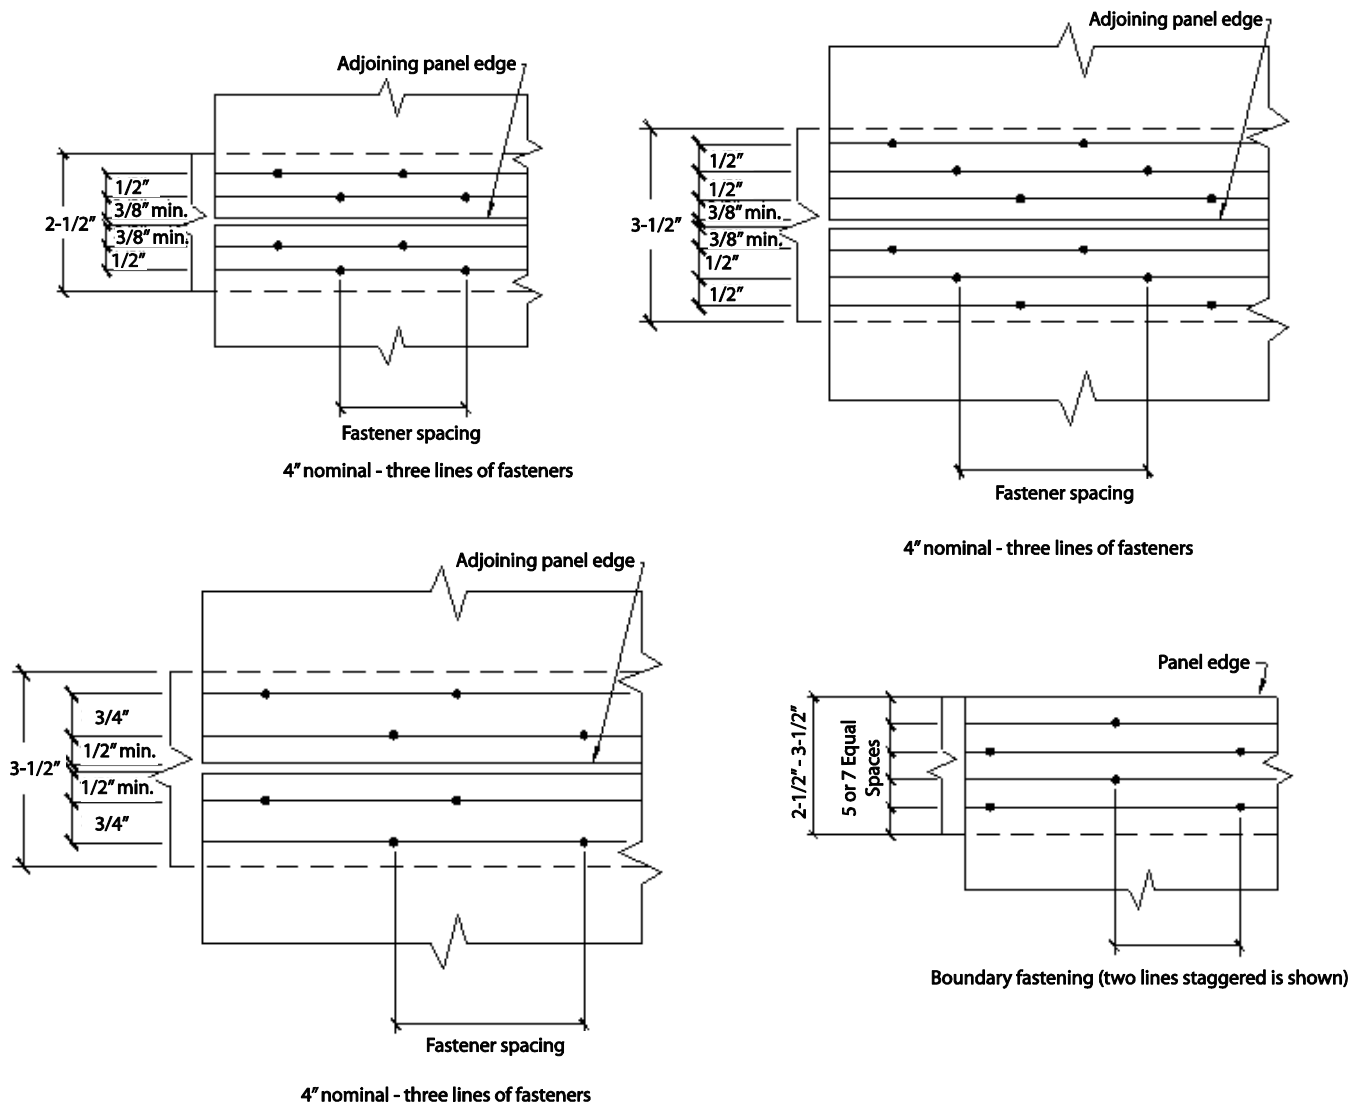 Adjoining panel edge
2-1/2”
1/2”
3/8” min.
3/8” min.
1/2”
Fastener spacing
4” nominal - three lines of fasteners
Adjoining panel edge
3-1/2”
1/2”
1/2”
3/8” min.
3/8” min.
1/2”
1/2”
Fastener spacing
4” nominal - three lines of fasteners
Adjoining panel edge
3-1/2”
3/4”
1/2” min.
1/2” min.
3/4”
Fastener spacing
4” nominal - three lines of fasteners
Panel edge
2-1/2” - 3-1/2”
5 or 7 Equal
Spaces
Boundary fastening (two lines staggered is shown)